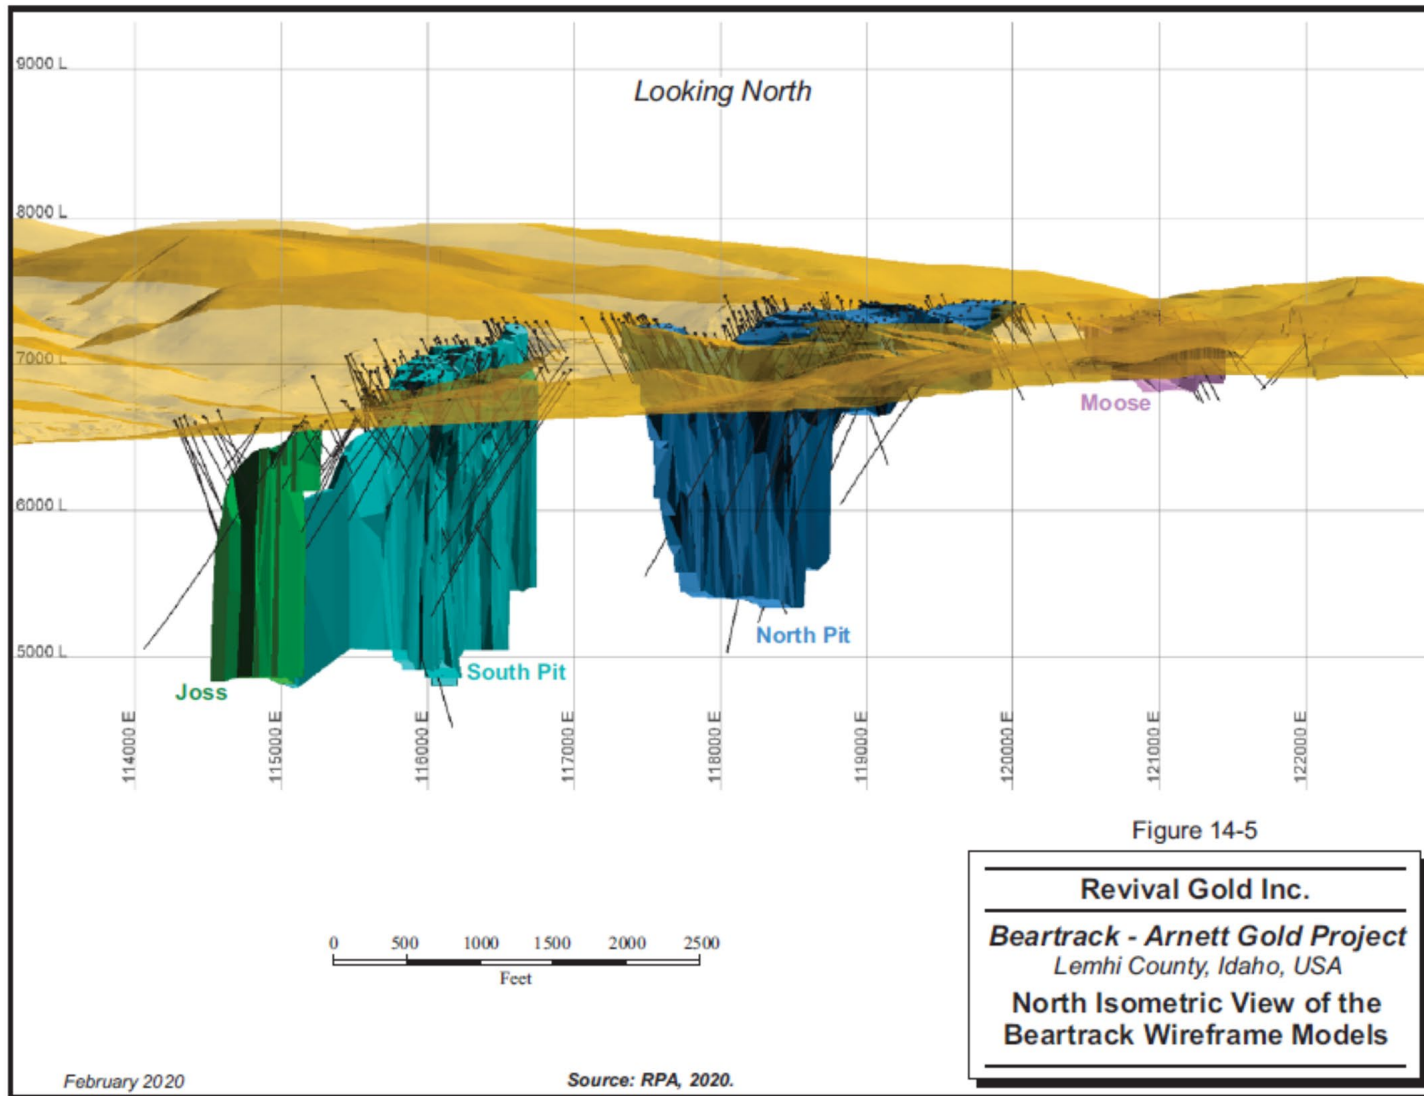 9000 L
Looking North
8000 L
7000 L
Moose
6000 L
North Pit
5000 L
South Pit
Joss
114000 E
115000 E
116000 E
117000 E
118000 E
119000 E
120000 E
121000 E
122000 E
Figure 14-5
Revival Gold Inc.
Beartrack - Arnett Gold Project
Lemhi County, Idaho, USA
North Isometric View of the
Beartrack Wireframe Models
0 500 1000 1500 2000 2500
Feet
February 2020
Source: RPA, 2020.